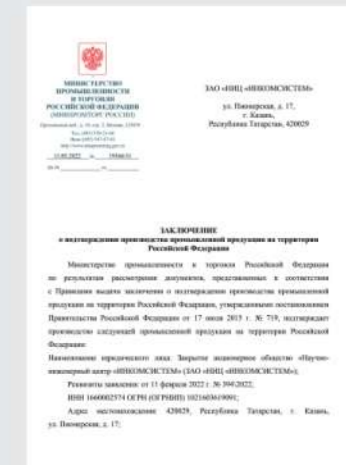 МИНИСТЕРСТВО
ПРОМЫШЛЕННОСТИ
И ТОРГОВЛИ
РОССИЙСКОЙ ФЕДЕРАЦИИ
(МИНПРОМТОРГ РОССИИ)
ЗАО «НИЦ «ИНКОМСИСТЕМ»
ул. Пионерская, д. 17,
г. Казань,
Республика Татарстан, 420029
ЗАКЛЮЧЕНИЕ
о подтверждении производства промышленной продукции на территории
Российской Федерации
Министерство промышленности и торговли Российской Федерации
по результатам рассмотрения документов, представленных в соответствии
с Правилами выдачи заключения о подтверждении производства промышленной
продукции на территории Российской Федерации, утвержденными постановлением
Правительства Российской Федерации от 17 июля 2015 г. № 719, подтверждает
производство следующей промышленной продукции на территории Российской
Федерации:
Наименование юридического лица: Закрытое акционерное общество «Научно-
инженерный центр «ИНКОМСИСТЕМ» (ЗАО «НИЦ «ИНКОМСИСТЕМ»);
Реквизиты заявления: от 11 февраля 2022 г. № 394\2022;
ИНН 1660002574 ОГРН (ОГРНИП)
Адрес местонахождения: 420029, Республика Татарстан, г. Казань,
ул. Пионерская, д. 17;